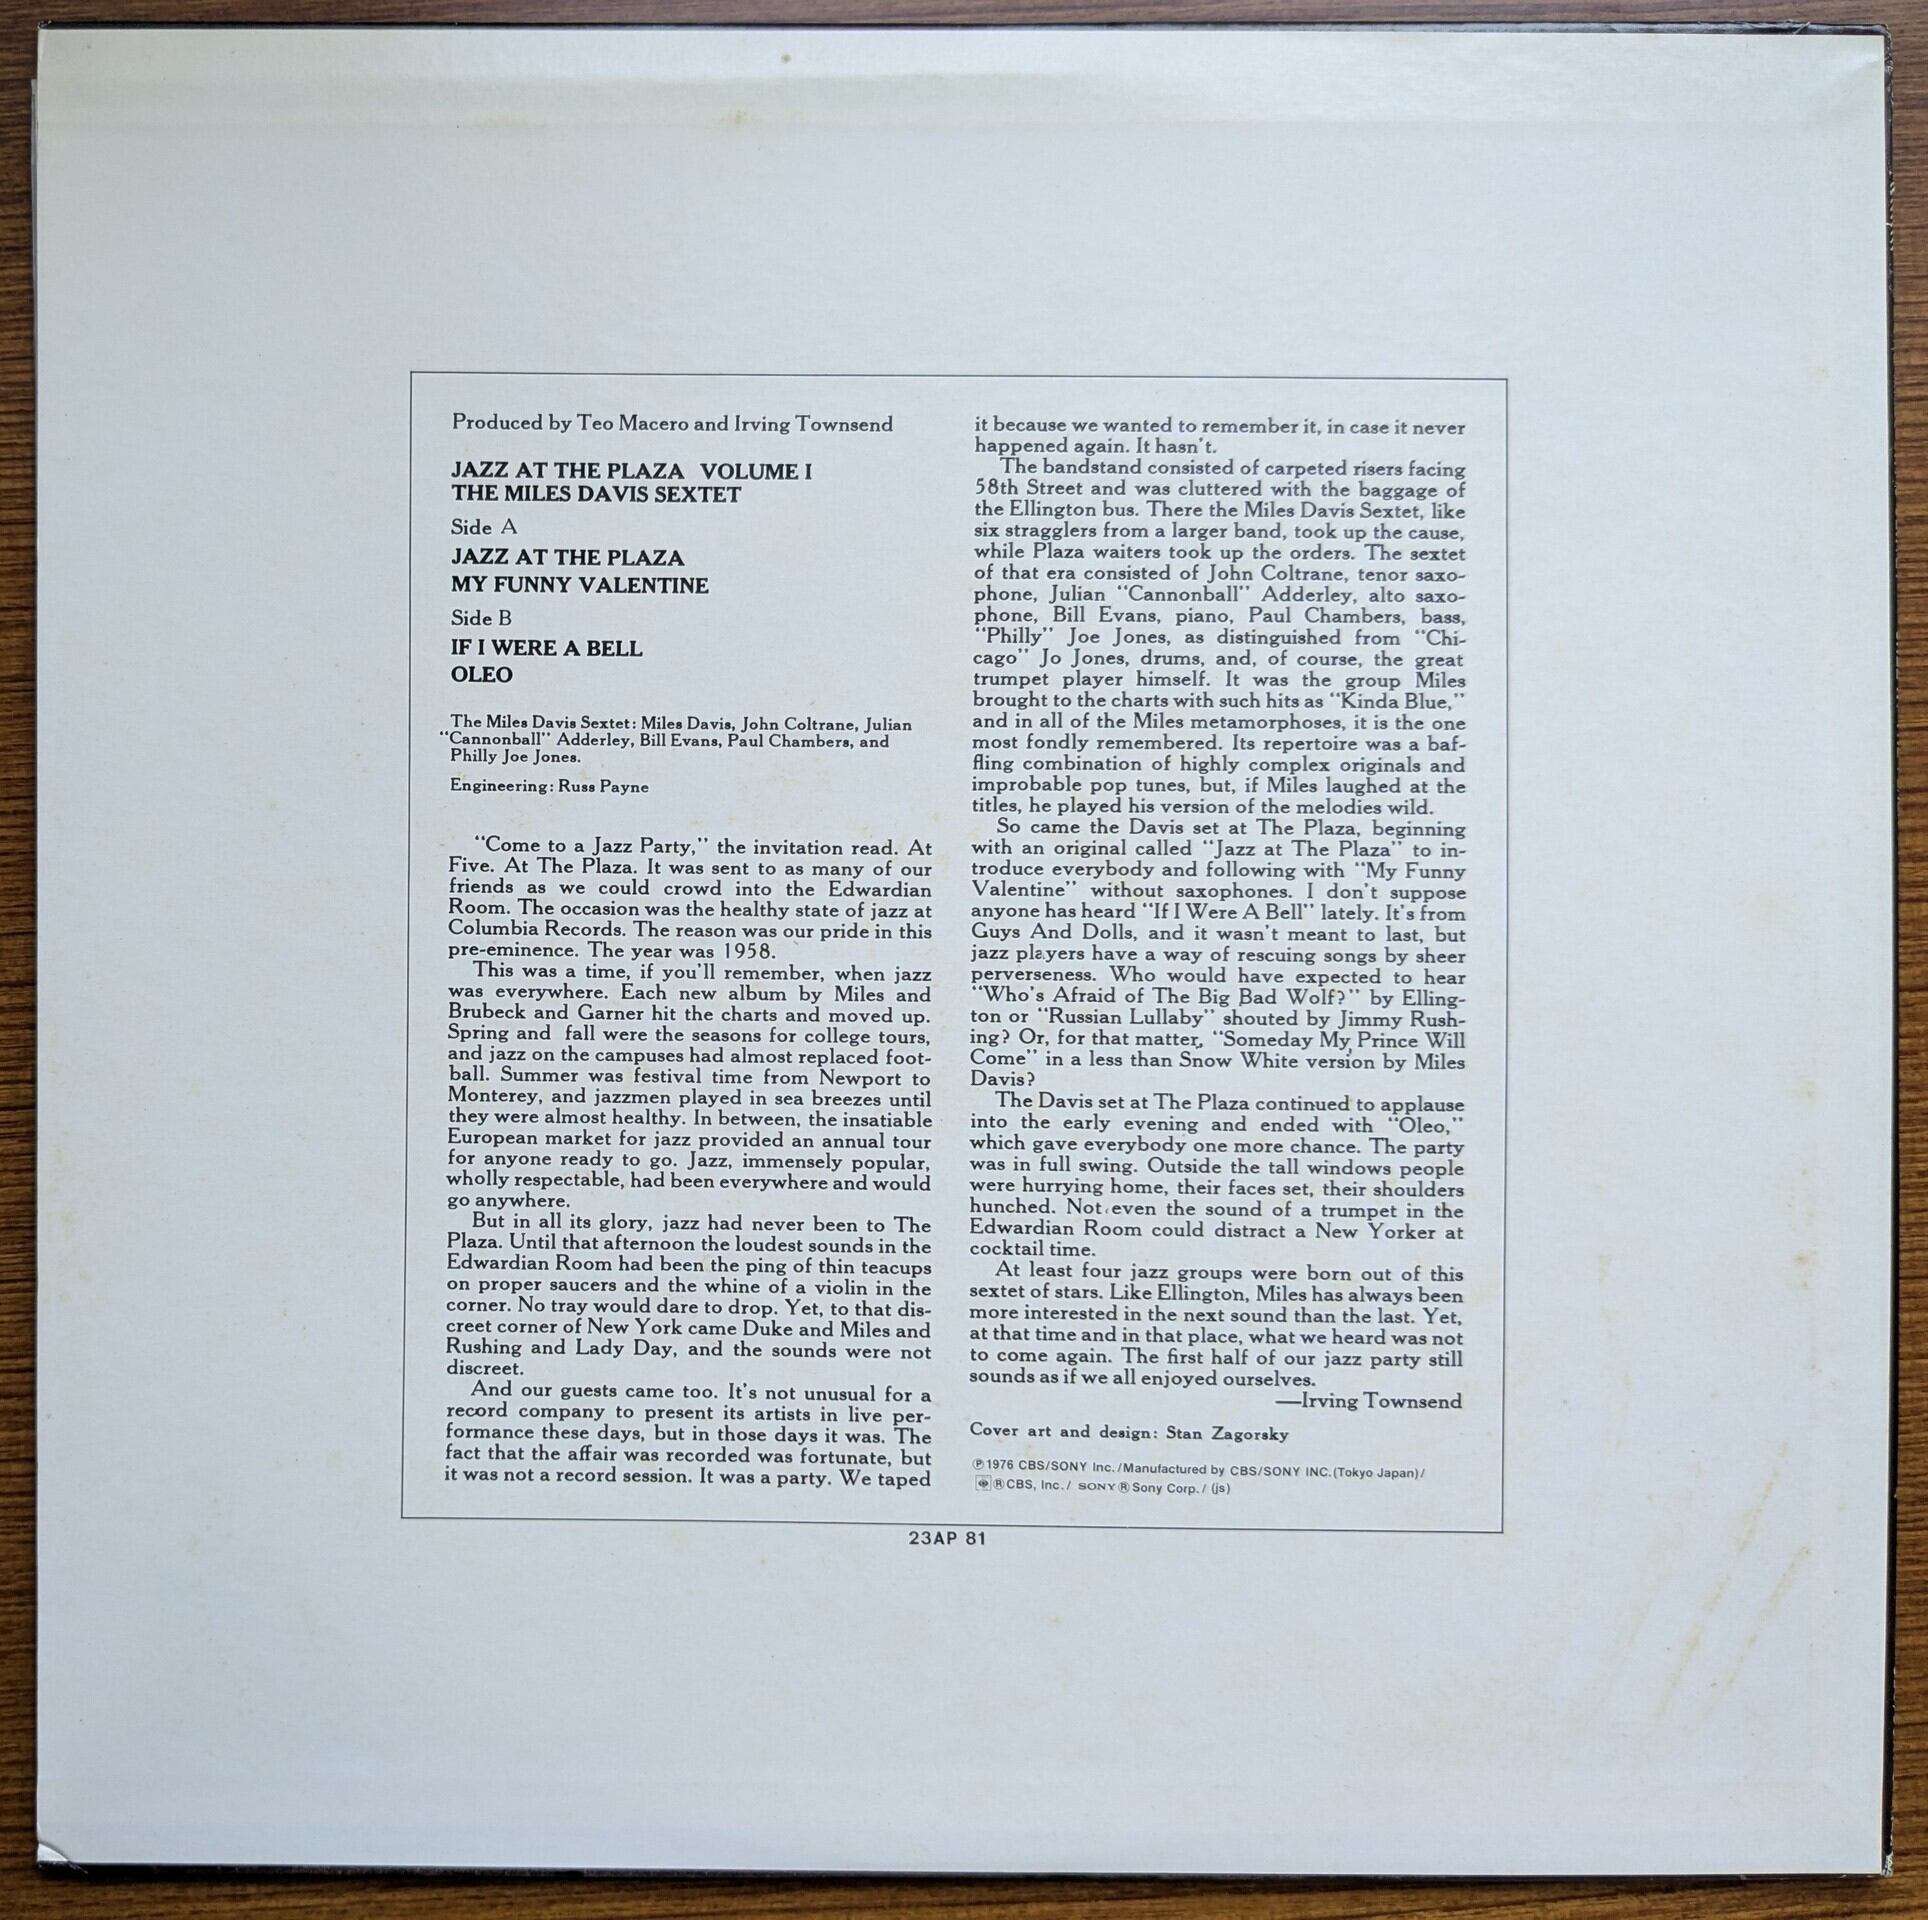 Produced by Teo Macero and Irving Townsend
JAZZ AT THE PLAZA VOLUME I
THE MILES DAVIS SEXTET
Side A
JAZZ AT THE PLAZA
MY FUNNY VALENTINE
Side B
IF I WERE A BELL
OLEO
The Miles Davis Sextet: Miles Davis, John Coltrane, Julian
"Cannonball" Adderley, Bill Evans, Paul Chambers, and
Philly Joe Jones.
Engineering: Russ Payne
"Come to a Jazz Party," the invitation read. At
Five. At The Plaza. It was sent to as many of our
friends as we could crowd into the Edwardian
Room. The occasion was the healthy state of jazz at
Columbia Records. The reason was our pride in this
pre-eminence. The year was 1958.
This was a time, if you'll remember, when jazz
was everywhere. Each new album by Miles and
Brubeck and Garner hit the charts and moved up.
Spring and fall were the seasons for college tours,
and jazz on the campuses had almost replaced foot-
ball. Summer was festival time from Newport to
Monterey, and jazzmen played in sea breezes until
they were almost healthy. In between, the insatiable
European market for jazz provided an annual tour
for anyone ready to go. Jazz, immensely popular,
wholly respectable, had been everywhere and would
go anywhere.
But in all its glory, jazz had never been to The
Plaza. Until that afternoon the loudest sounds in the
Edwardian Room had been the ping of thin teacups
on proper saucers and the whine of a violin in the
corner. No tray would dare to drop. Yet, to that dis-
creet corner of New York came Duke and Miles and
Rushing and Lady Day, and the sounds were not
discreet.
And our guests came too. It's not unusual for a
record company to present its artists in live per-
formance these days, but in those days it was. The
fact that the affair was recorded was fortunate, but
it was not a record session. It was a party. We taped
it because we wanted to remember it, in case it never
happened again. It hasn't.
The bandstand consisted of carpeted risers facing
58th Street and was cluttered with the baggage of
the Ellington bus. There the Miles Davis Sextet, like
six stragglers from a larger band, took up the cause,
while Plaza waiters took up the orders. The sextet
of that era consisted of John Coltrane, tenor saxo-
phone, Julian "Cannonball" Adderley, alto saxo-
phone, Bill Evans, piano, Paul Chambers, bass,
"Philly" Joe Jones, as distinguished from "Chi-
cago" Jo Jones, drums, and, of course, the great
trumpet player himself. It was the group Miles
brought to the charts with such hits as "Kinda Blue,"
and in all of the Miles metamorphoses, it is the one
most fondly remembered. Its repertoire was a baf-
fling combination of highly complex originals and
improbable pop tunes, but, if Miles laughed at the
titles, he played his version of the melodies wild.
So came the Davis set at The Plaza, beginning
with an original called "Jazz at The Plaza" to in-
troduce everybody and following with "My Funny
Valentine" without saxophones. I don't suppose
anyone has heard "If I Were A Bell" lately. It's from
Guys And Dolls, and it wasn't meant to last, but
jazz players have a way of rescuing songs by sheer
perverseness. Who would have expected to hear
"Who's Afraid of The Big Bad Wolf?" by Elling-
ton or "Russian Lullaby" shouted by Jimmy Rush-
ing? Or, for that matter, "Someday My Prince Will
Come" in a less than Snow White version by Miles
Davis?
The Davis set at The Plaza continued to applause
into the early evening and ended with "Oleo,"
which gave everybody one more chance. The party
was in full swing. Outside the tall windows people
were hurrying home, their faces set, their shoulders
hunched. Not even the sound of a trumpet in the
Edwardian Room could distract a New Yorker at
cocktail time.
At least four jazz groups were born out of this
sextet of stars. Like Ellington, Miles has always been
more interested in the next sound than the last. Yet,
at that time and in that place, what we heard was not
to come again. The first half of our jazz party still
sounds as if we all enjoyed ourselves.
—Irving Townsend
Cover art and design: Stan Zagorsky
Ⓟ1976 CBS/SONY Inc./Manufactured by CBS/SONY INC.(Tokyo Japan)/
®CBS, Inc./ SONY®Sony Corp./ (js)
23AP 81